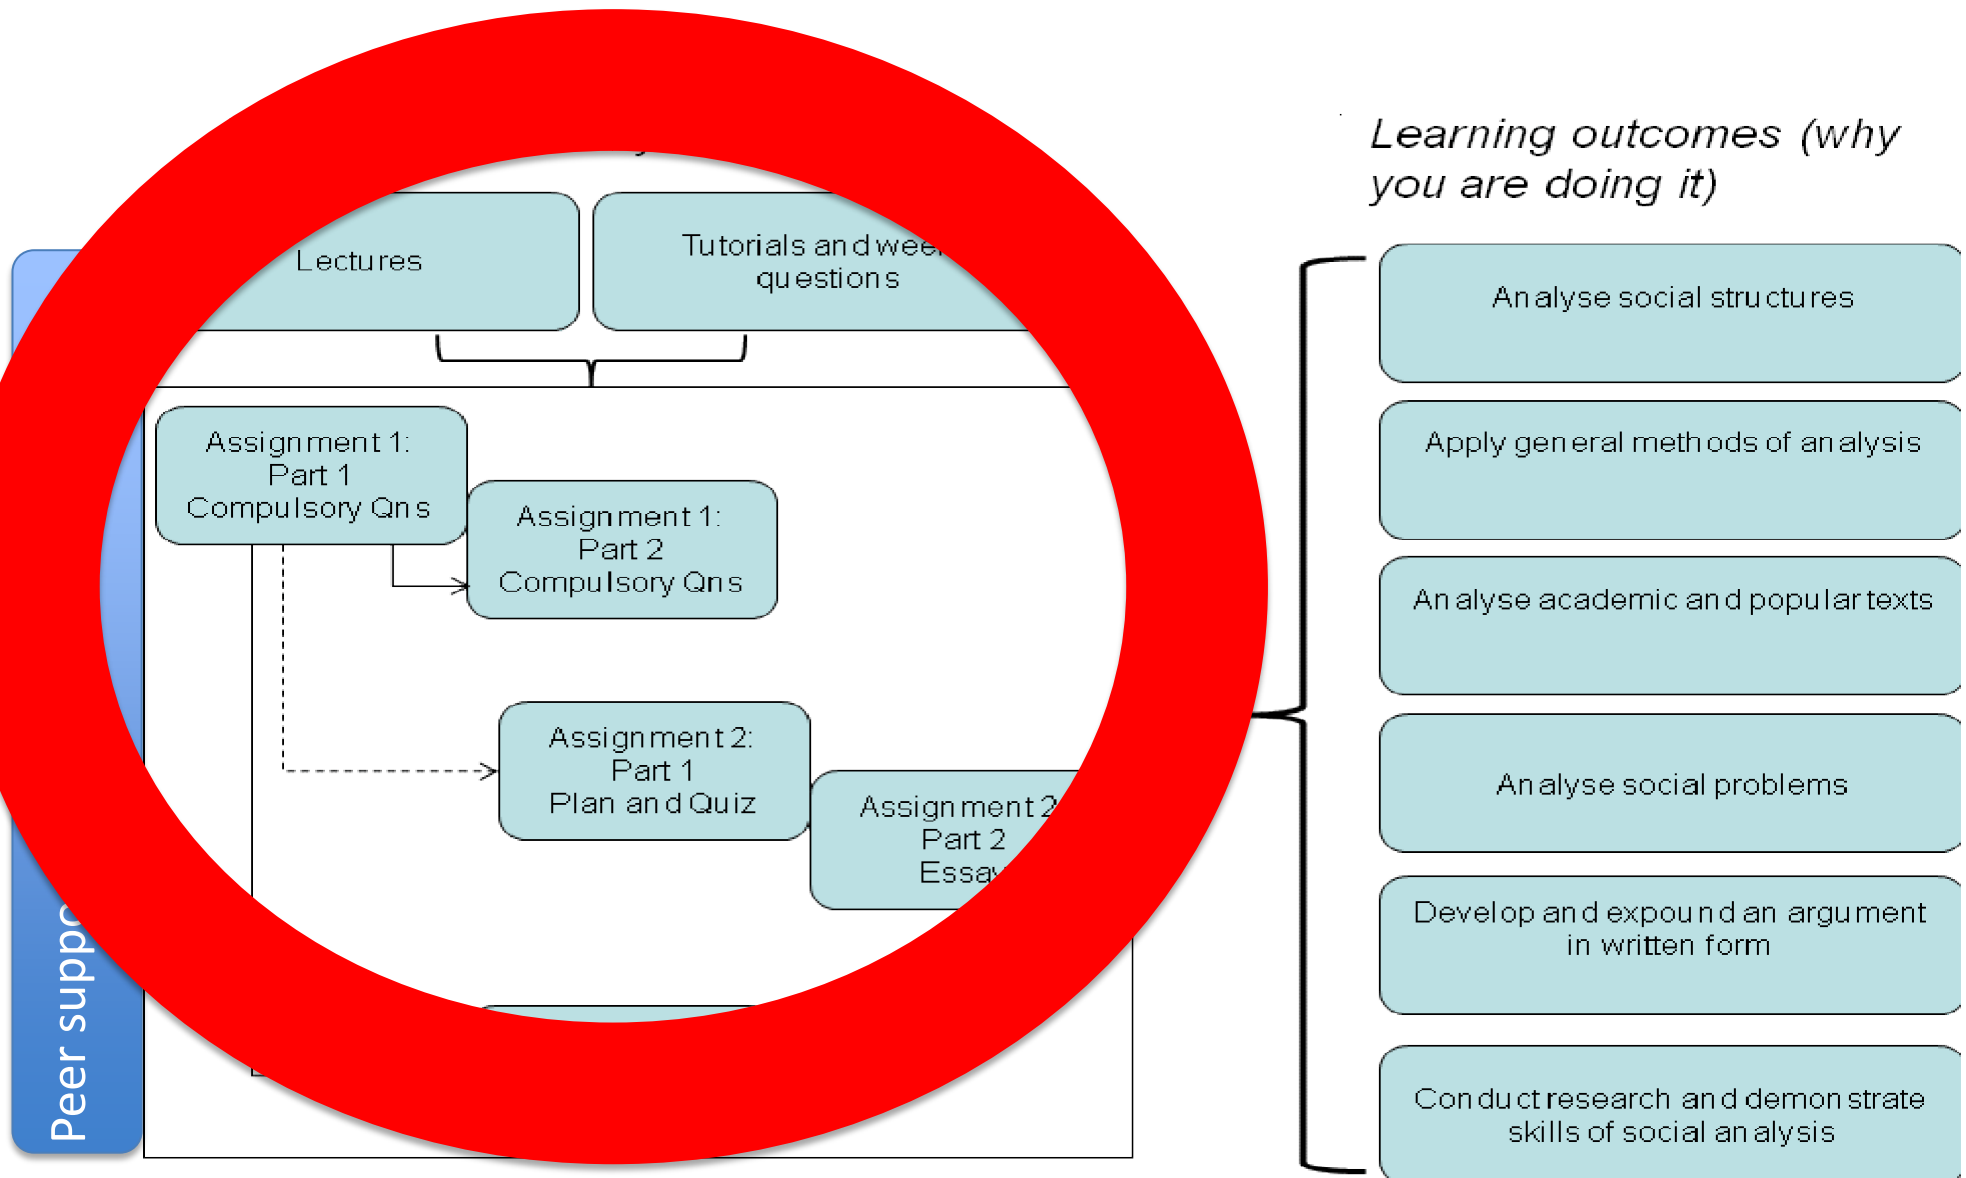 Learning outcomes (why
you are doing it)
Lectures
Tutorials and
questions
Assignment 1:
Part 1
Compulsory Qns
Assignment 1:
Part 2
Compulsory Qns
Assignment 2:
Part 1
Plan and Quiz
Assignment 2
Part 2
Essay
Peer
Analyse social structures
Apply general methods of analysis
Analyse academic and popular texts
Analyse social problems
Develop and expound an argument
in written form
Conduct research and demonstrate
skills of social analysis